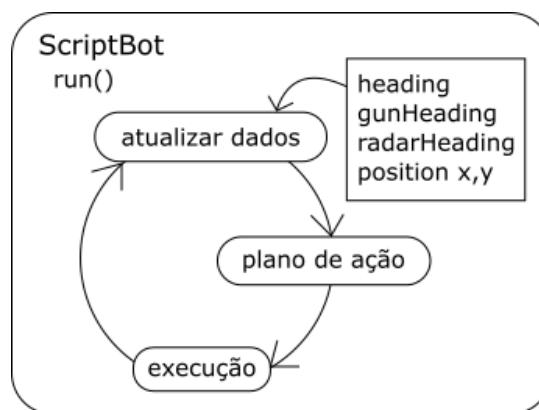 ScriptBot
run()
heading
gunHeading
radarHeading
position x,y
atualizar dados
plano de ação
execução